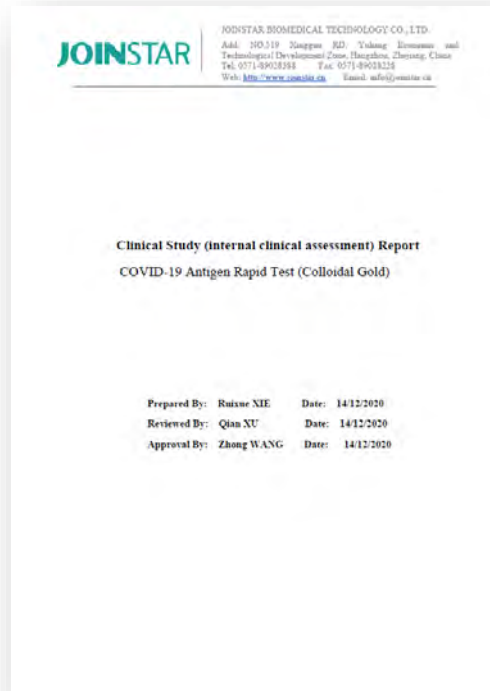 JOINSTAR
JOINSTAR BIOMEDICAL TECHNOLOGY CO., LTD.
Add: NO.519 Xingguo RD. Yuhang Economic and
Technological Development Zone, Hangzhou, Zhejiang, China
Tel: 0571-89028398 Fax: 0571-89028228
Web: http://www.joinstar.cn Email: info@joinstar.cn
Clinical Study (internal clinical assessment) Report
COVID-19 Antigen Rapid Test (Colloidal Gold)
Prepared By: Ruixue XIE Date: 14/12/2020
Reviewed By: Qian XU Date: 14/12/2020
Approval By: Zhong WANG Date: 14/12/2020